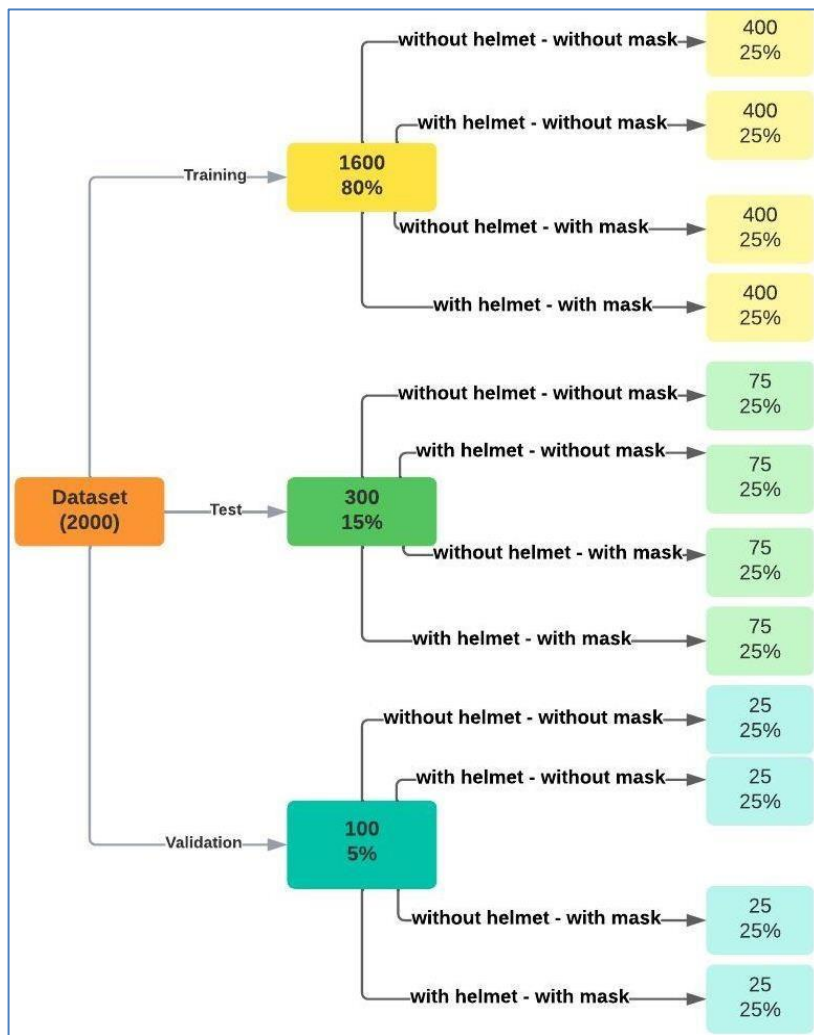 without helmet - without mask
400
25%
with helmet - without mask
400
25%
Training
1600
80%
without helmet - with mask
400
25%
with helmet - with mask
400
25%
without helmet - without mask
75
25%
with helmet - without mask
75
25%
Dataset
(2000)
Test
300
15%
without helmet - with mask
75
25%
with helmet - with mask
75
25%
without helmet - without mask
25
25%
with helmet - without mask
25
25%
Validation
100
5%
without helmet - with mask
25
25%
with helmet - with mask
25
25%